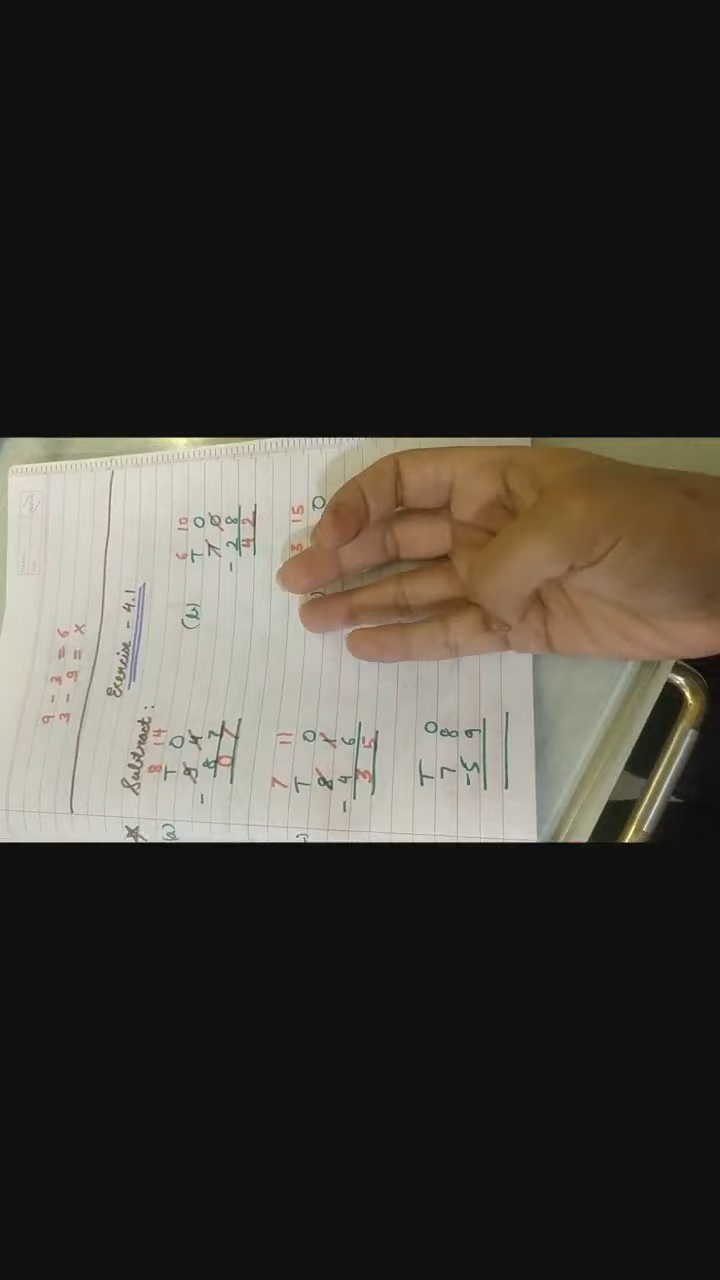 9 - 3 = 6
3 - 9 = x
Exercise - 4.1
* Subtract:
(a)
8 14
T O
9 4
- 8 7
0 7
(b)
6 10
T O
7 0
- 2 8
4 2
7 11
T O
8 1
- 4 6
3 5
15
O
T O
7 8
- 5 9